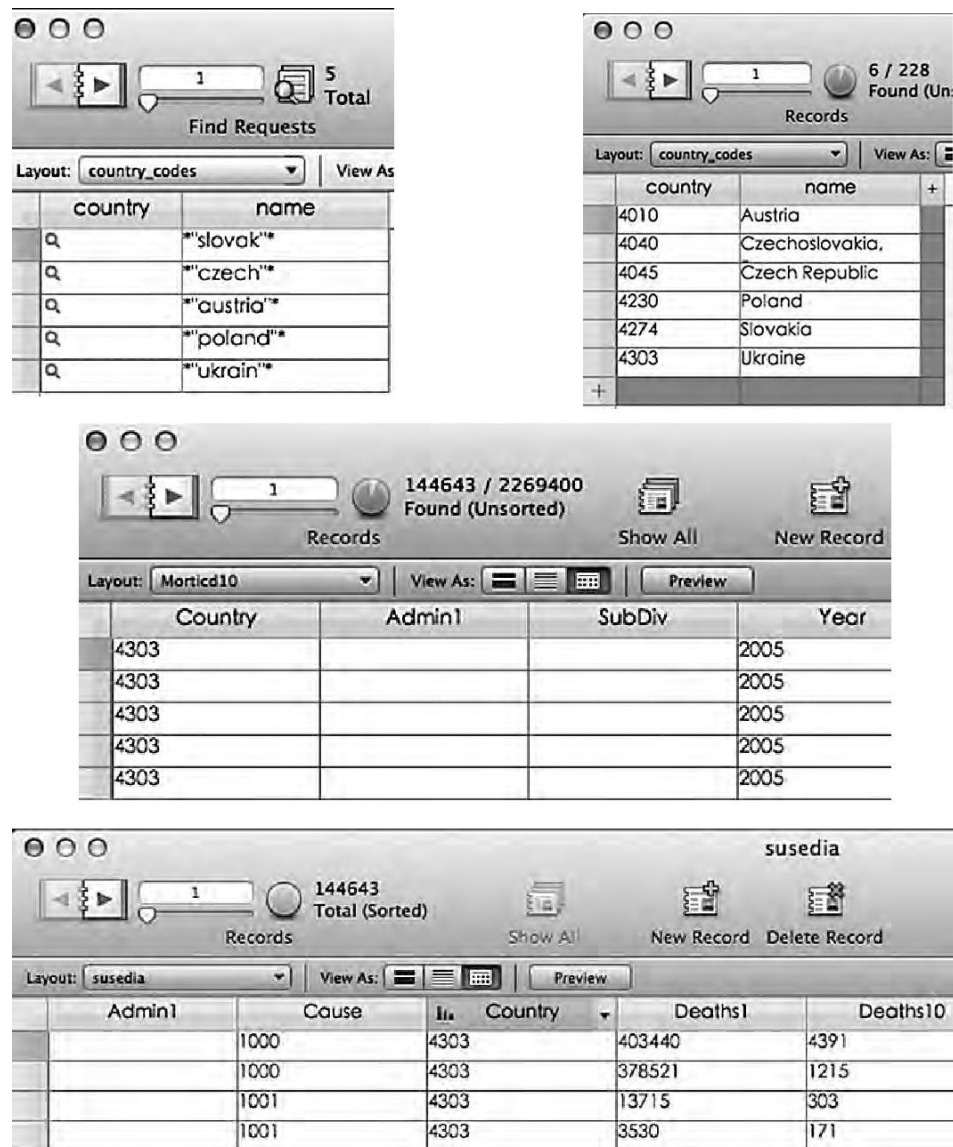 1
5
Total
Find Requests
Layout: country_codes View As
country name
*"slovak"*
*"czech"*
*"austria"*
*"poland"*
*"ukrain"*
1
6 / 228
Found (Un
Records
Layout: country_codes View As:
country name +
4010 Austria
4040 Czechoslovakia,
4045 Czech Republic
4230 Poland
4274 Slovakia
4303 Ukraine
+
1
144643 / 2269400
Found (Unsorted)
Records Show All New Record
Layout: Morticd10 View As: Preview
Country Admin1 SubDiv Year
4303 2005
4303 2005
4303 2005
4303 2005
4303 2005
susedia
1
144643
Total (Sorted)
Records Show All New Record Delete Record
Layout: susedia View As: Preview
Admin1 Cause Country Deaths1 Deaths10
1000 4303 403440 4391
1000 4303 378521 1215
1001 4303 13715 303
1001 4303 3530 171